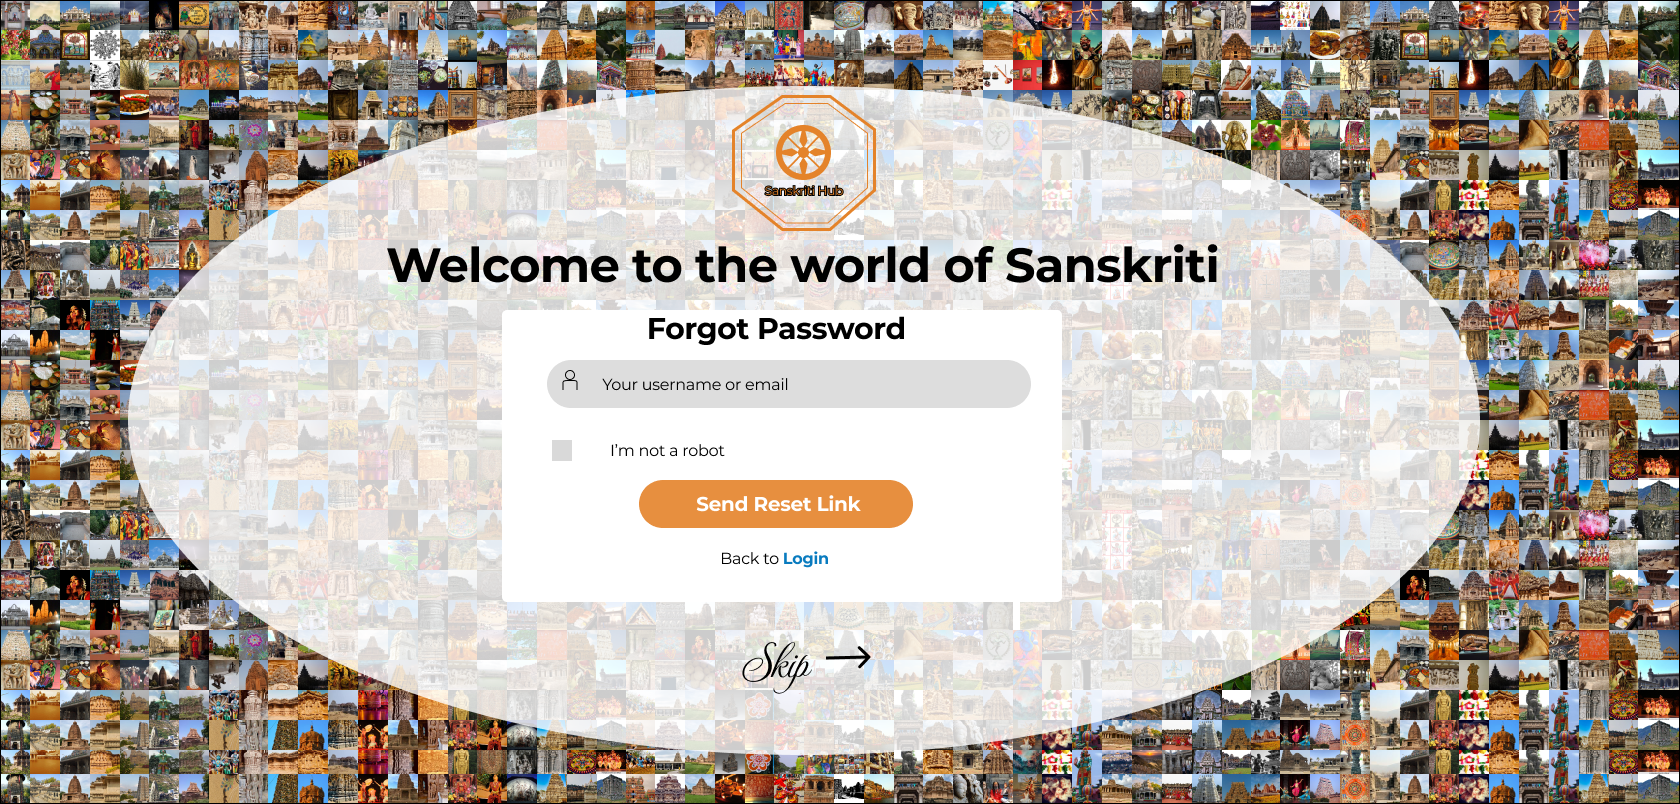 Sanskriti Hub
Welcome to the world of Sanskriti
Forgot Password
Your username or email
I'm not a robot
Send Reset Link
Back to Login
Skip